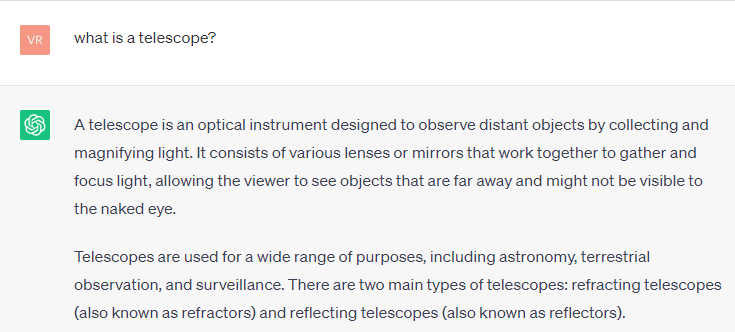 VR
what is a telescope?
A telescope is an optical instrument designed to observe distant objects by collecting and
magnifying light. It consists of various lenses or mirrors that work together to gather and
focus light, allowing the viewer to see objects that are far away and might not be visible to
the naked eye.
Telescopes are used for a wide range of purposes, including astronomy, terrestrial
observation, and surveillance. There are two main types of telescopes: refracting telescopes
(also known as refractors) and reflecting telescopes (also known as reflectors).